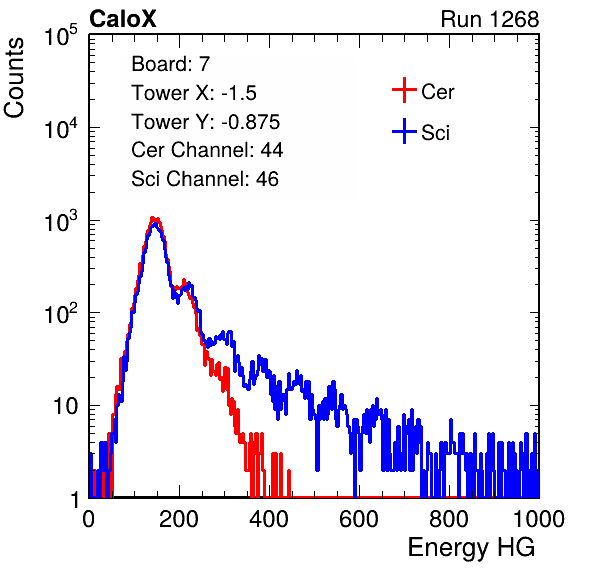 CaloX Run 1268
Counts
Board: 7
Tower X: -1.5
Tower Y: -0.875
Cer Channel: 44
Sci Channel: 46
Cer
Sci
10^5
10^4
10^3
10^2
10
1
0 200 400 600 800 1000
Energy HG